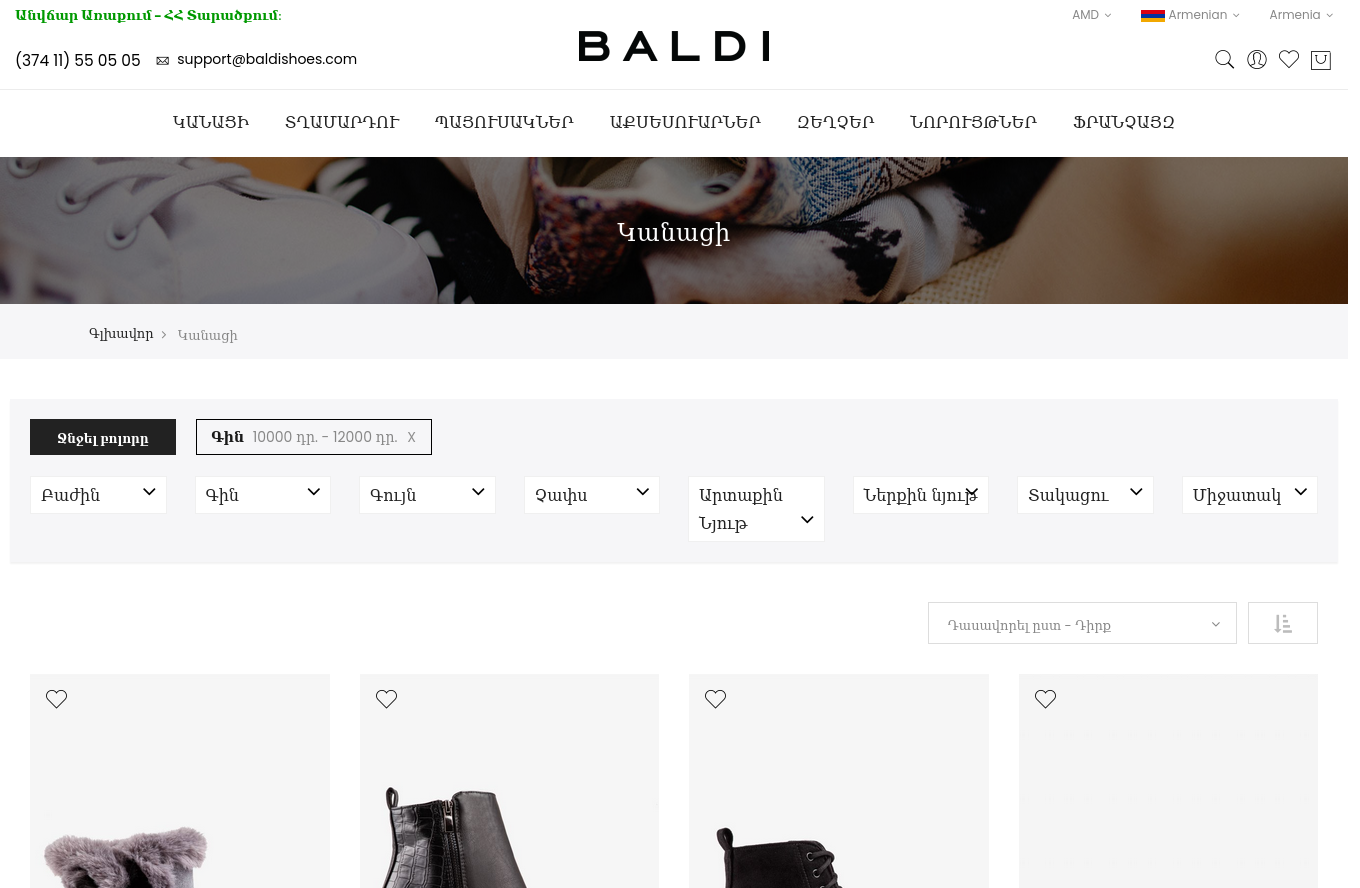 Անվճար Առաքում - ՀՀ Տարածքում:
AMD
Armenian
Armenia
(374 11) 55 05 05
support@baldishoes.com
BALDI
ԿԱՆԱՑԻ
ՏՂԱՄԱՐԴՈՒ
ՊԱՅՈՒՍԱԿՆԵՐ
ԱՔՍԵՍՈՒԱՐՆԵՐ
ԶԵՂՉԵՐ
ՆՈՐՈՒՅԹՆԵՐ
ՖՐԱՆՉԱՅԶ
Կանացի
Գլխավոր
Կանացի
Ջնջել բոլորը
Գին 10000 դր. - 12000 դր. X
Բաժին
Գին
Գույն
Չափս
Արտաքին
Նյութ
Ներքին նյութ
Տակացու
Միջատակ
Դասավորել ըստ - Դիրք